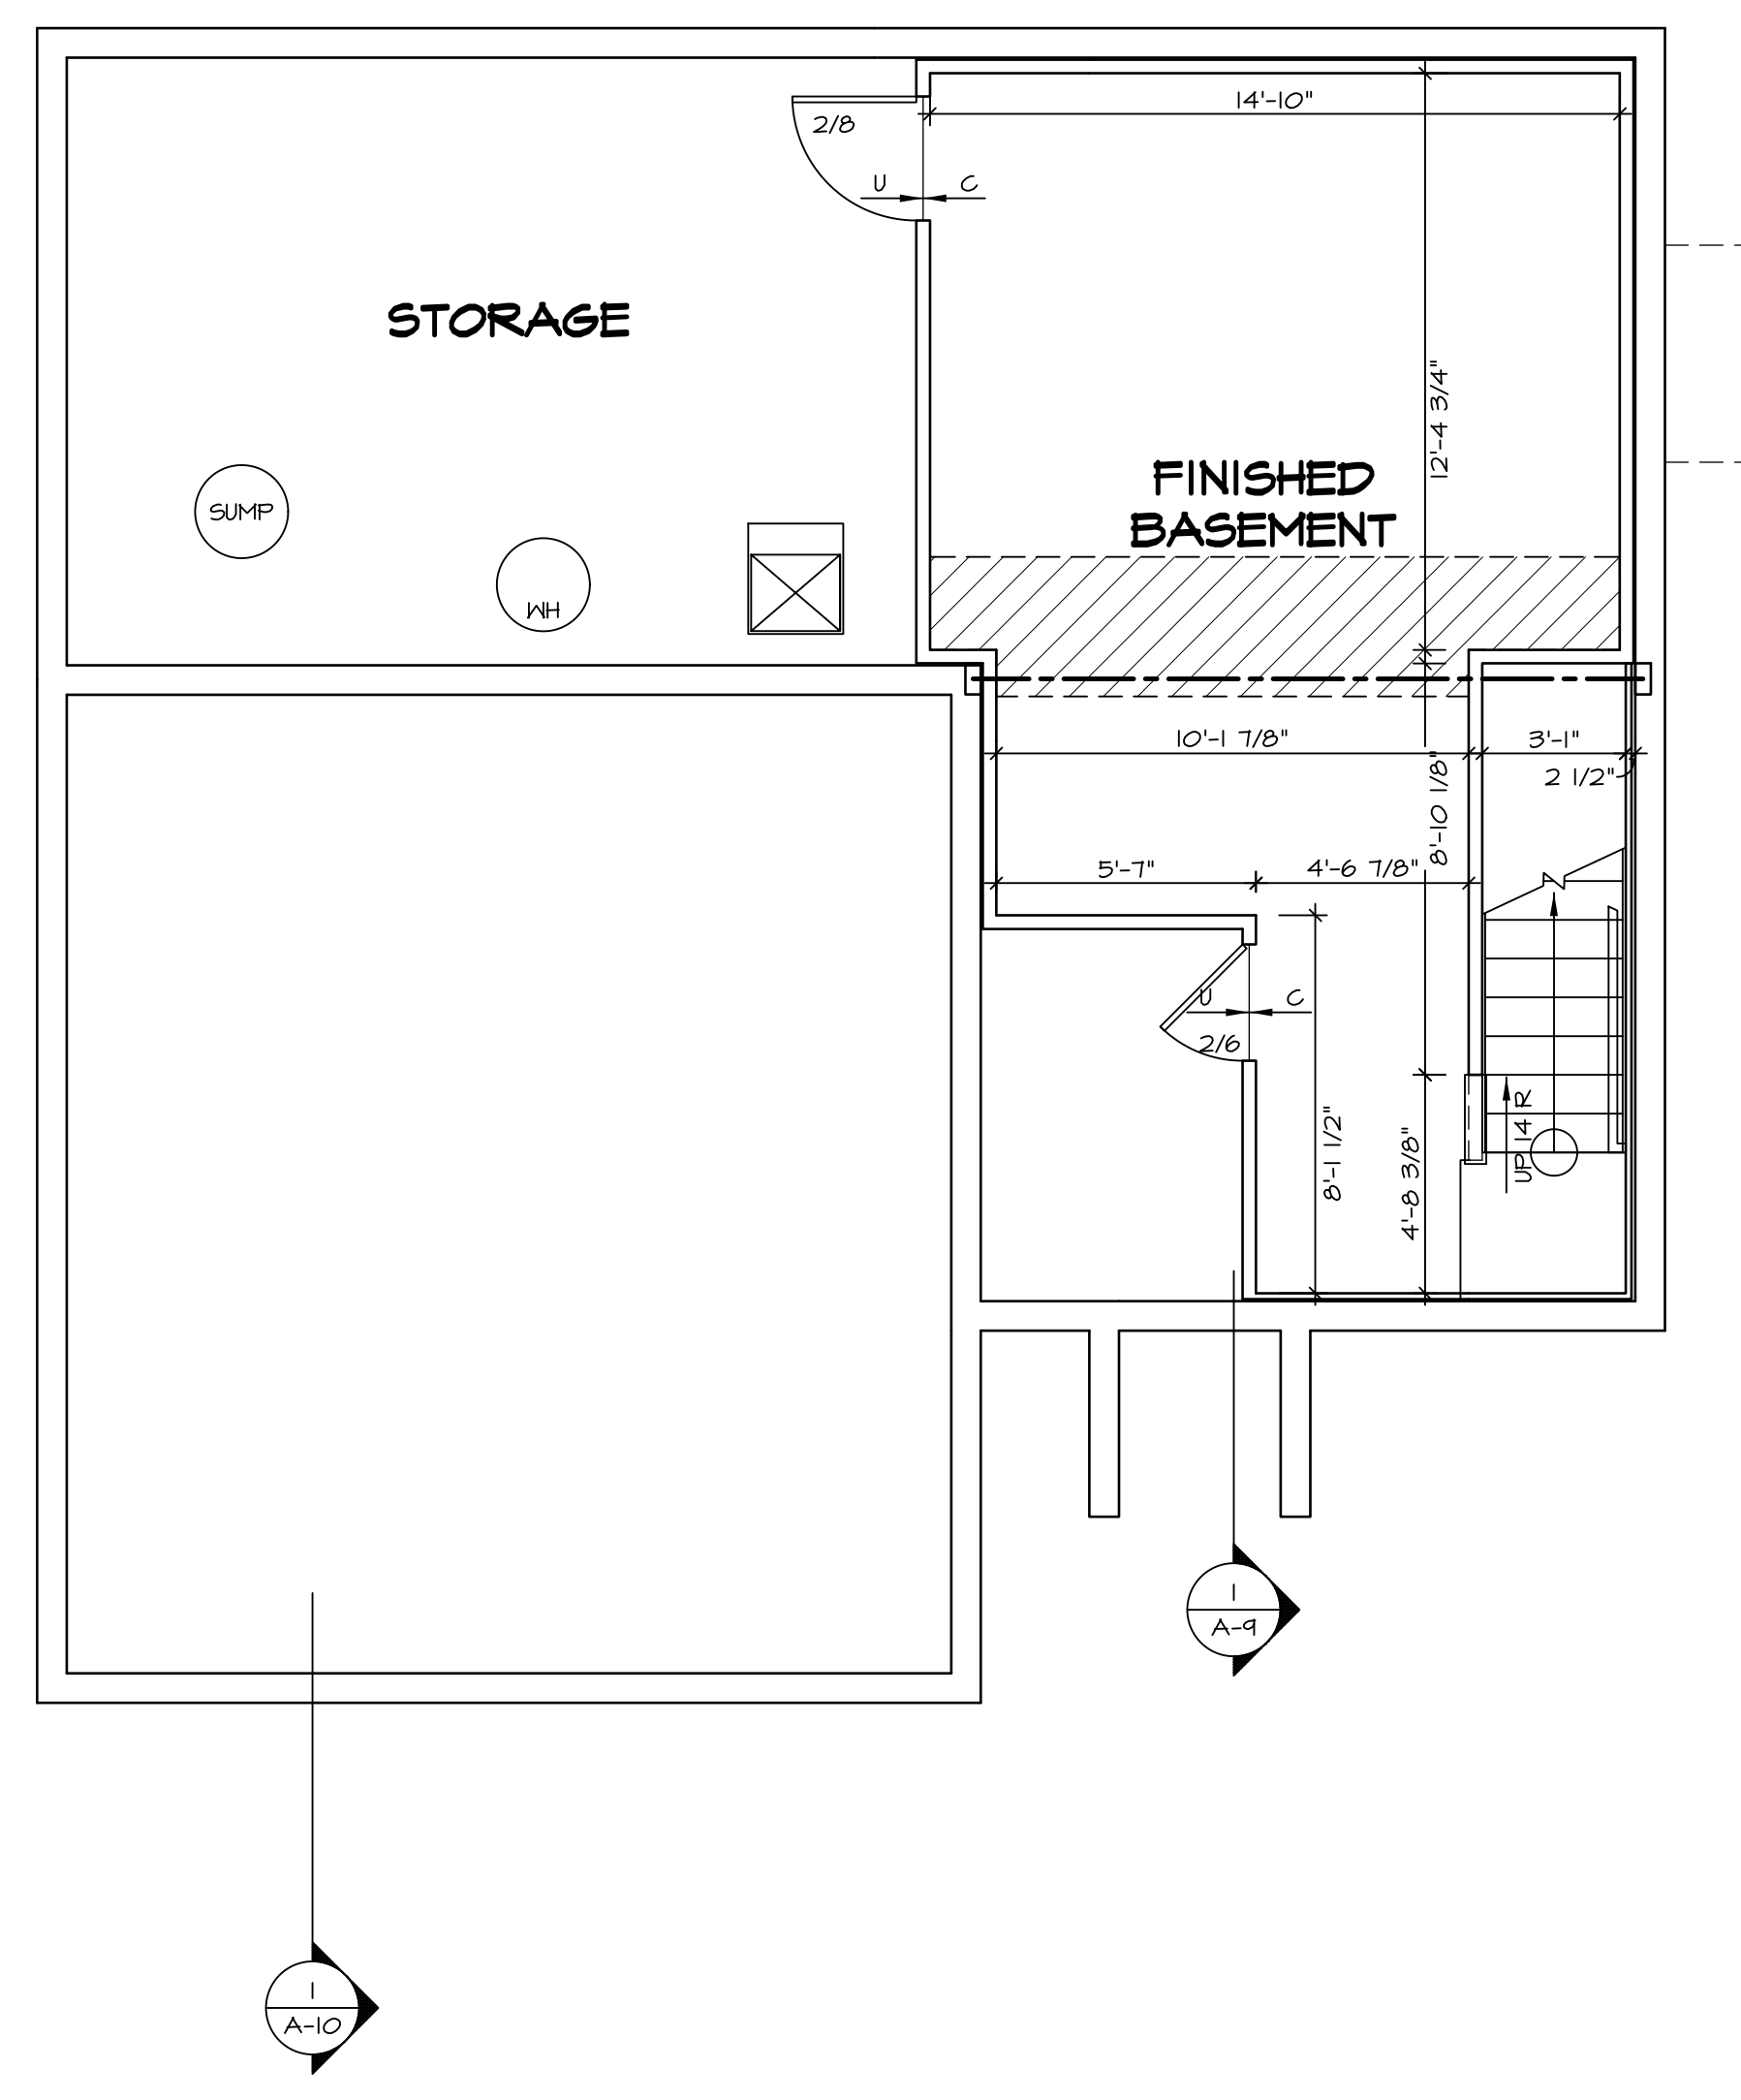 14'-10"
2/8
U
C
STORAGE
12'-4 3/4"
FINISHED
BASEMENT
SUMP
WH
10'-1 7/8"
3'-1"
2 1/2"
8'-10 1/8"
5'-7"
4'-6 7/8"
U
C
2/6
8'-1 1/2"
4'-8 3/8"
UP 14 R
1
A-9
1
A-10